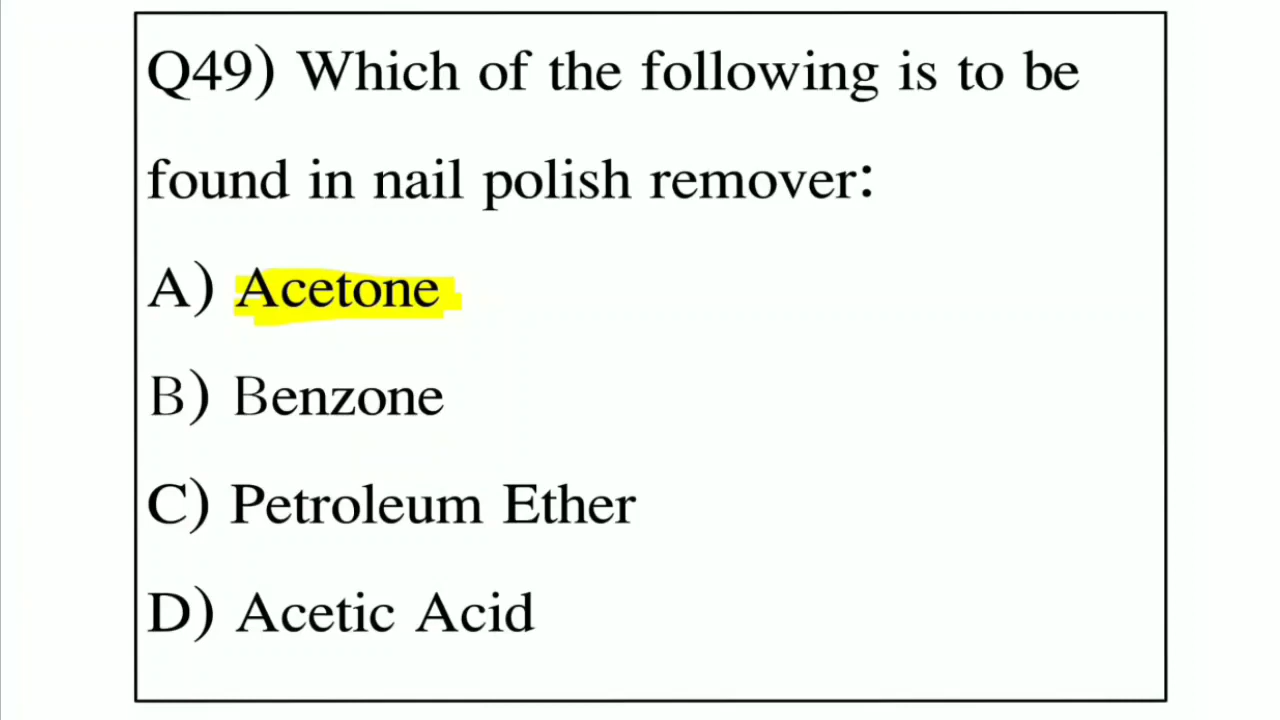 Q49) Which of the following is to be
found in nail polish remover:
A) Acetone
B) Benzone
C) Petroleum Ether
D) Acetic Acid